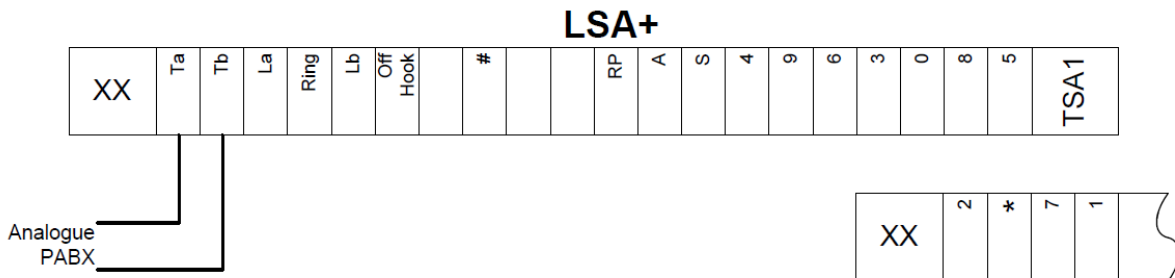 LSA+
XX Ta Tb La Ring Lb Off Hook # RP A S 4 9 6 3 0 8 5 TSA1
XX 2 * 7 1
Analogue
PABX